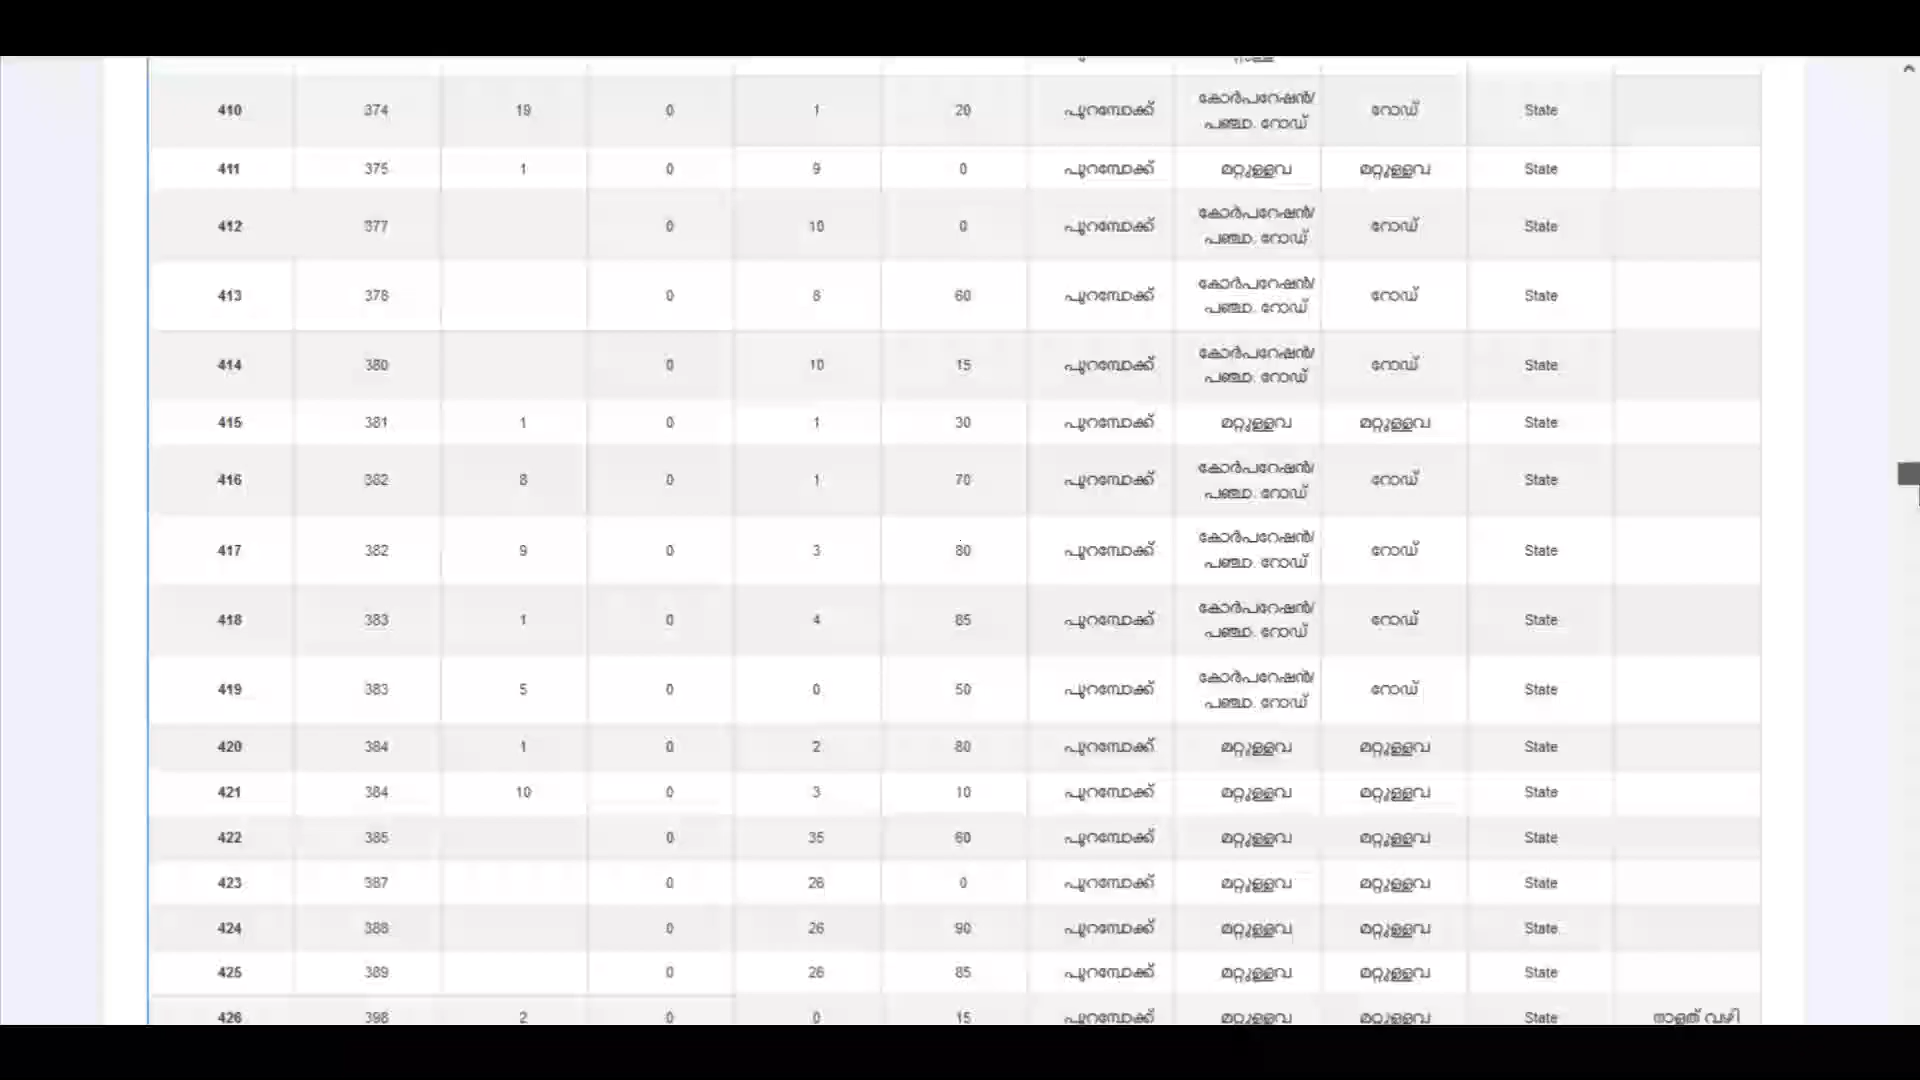 410 374 19 0 1 20 പുറമ്പോക്ക് കോർപറേഷൻ/ പഞ്ചാ. റോഡ് റോഡ് State
411 375 1 0 9 0 പുറമ്പോക്ക് മറ്റുള്ളവ മറ്റുള്ളവ State
412 377 0 10 0 പുറമ്പോക്ക് കോർപറേഷൻ/ പഞ്ചാ. റോഡ് റോഡ് State
413 378 0 8 60 പുറമ്പോക്ക് കോർപറേഷൻ/ പഞ്ചാ. റോഡ് റോഡ് State
414 380 0 10 15 പുറമ്പോക്ക് കോർപറേഷൻ/ പഞ്ചാ. റോഡ് റോഡ് State
415 381 1 0 1 30 പുറമ്പോക്ക് മറ്റുള്ളവ മറ്റുള്ളവ State
416 382 8 0 1 70 പുറമ്പോക്ക് കോർപറേഷൻ/ പഞ്ചാ. റോഡ് റോഡ് State
417 382 9 0 3 80 പുറമ്പോക്ക് കോർപറേഷൻ/ പഞ്ചാ. റോഡ് റോഡ് State
418 383 1 0 4 85 പുറമ്പോക്ക് കോർപറേഷൻ/ പഞ്ചാ. റോഡ് റോഡ് State
419 383 5 0 0 50 പുറമ്പോക്ക് കോർപറേഷൻ/ പഞ്ചാ. റോഡ് റോഡ് State
420 384 1 0 2 80 പുറമ്പോക്ക് മറ്റുള്ളവ മറ്റുള്ളവ State
421 384 10 0 3 10 പുറമ്പോക്ക് മറ്റുള്ളവ മറ്റുള്ളവ State
422 385 0 35 60 പുറമ്പോക്ക് മറ്റുള്ളവ മറ്റുള്ളവ State
423 387 0 26 0 പുറമ്പോക്ക് മറ്റുള്ളവ മറ്റുള്ളവ State
424 388 0 26 90 പുറമ്പോക്ക് മറ്റുള്ളവ മറ്റുള്ളവ State
425 389 0 26 85 പുറമ്പോക്ക് മറ്റുള്ളവ മറ്റുള്ളവ State
426 398 2 0 0 15 പുറമ്പോക്ക് മറ്റുള്ളവ മറ്റുള്ളവ State വഴി